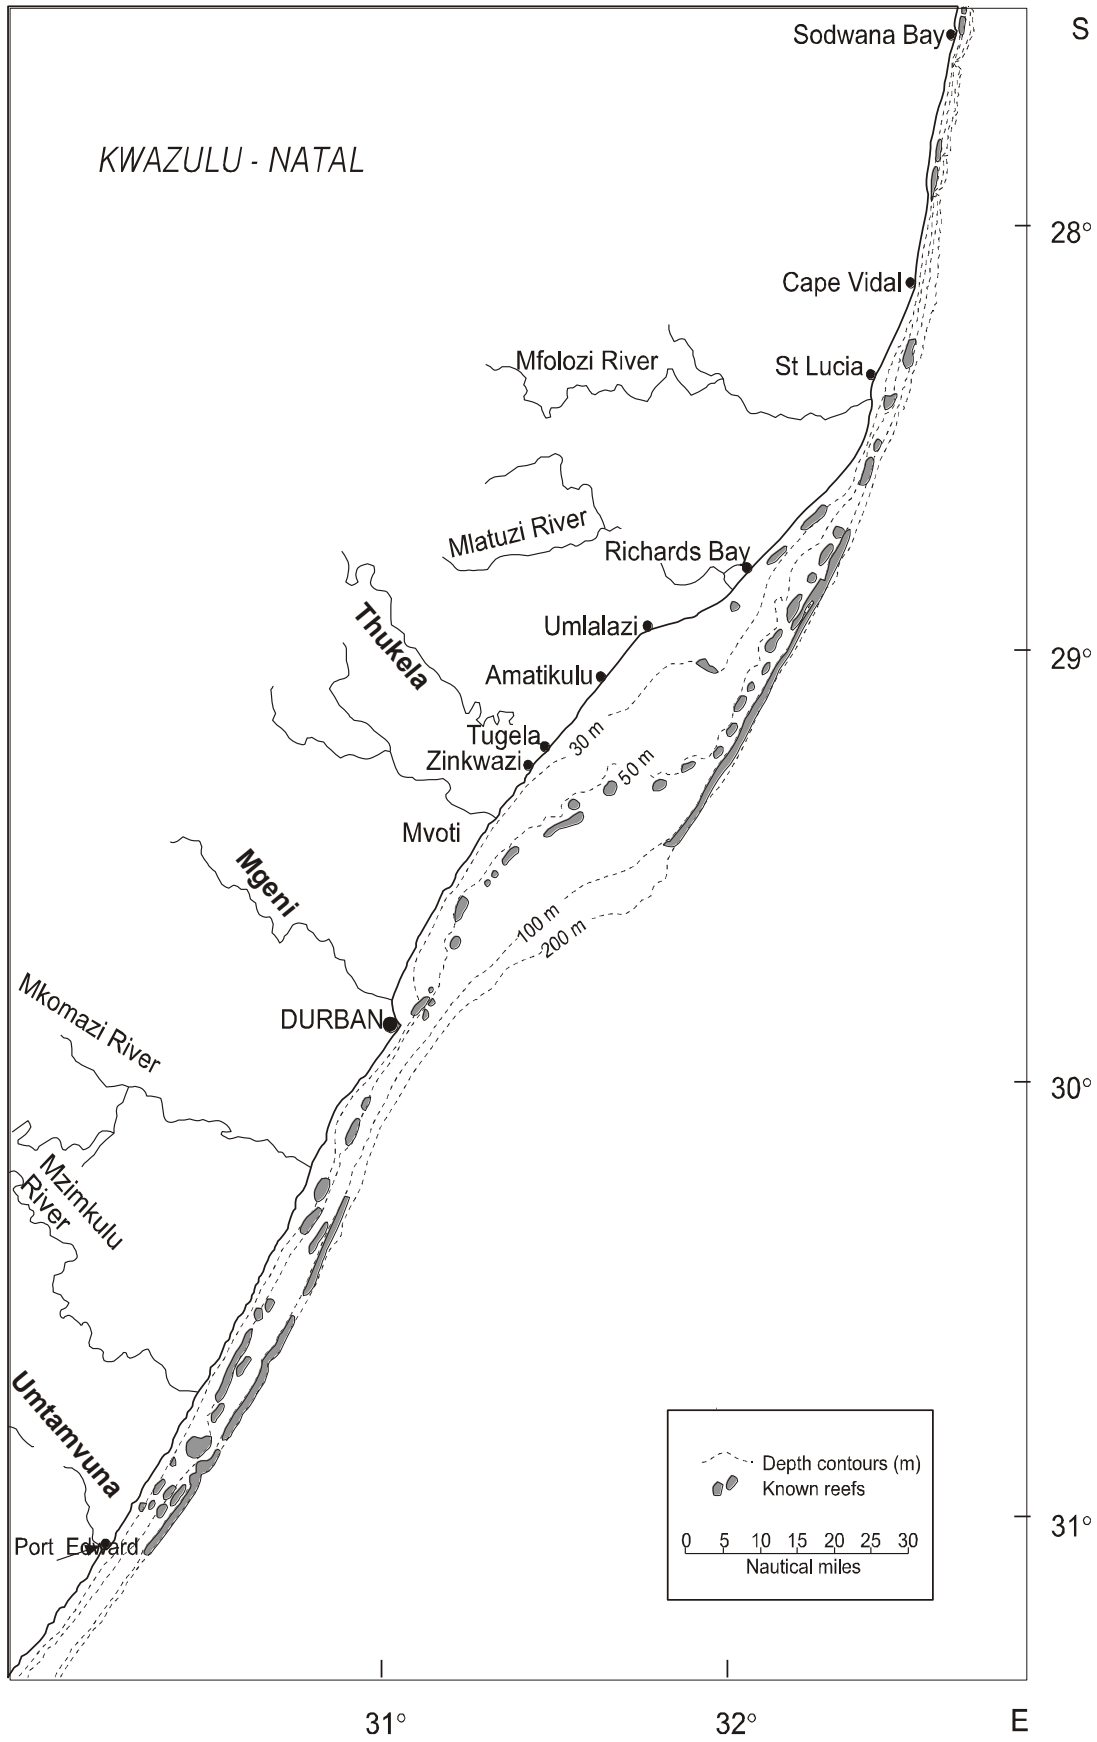 S
Sodwana Bay
KWAZULU - NATAL
28°
Cape Vidal
Mfolozi River
St Lucia
Mlatuzi River
Richards Bay
Thukela
Umlalazi
29°
Amatikulu
Tugela
30 m
Zinkwazi
50 m
Mvoti
Mgeni
100 m
200 m
Mkomazi River
DURBAN
30°
Mzimkulu
River
Umtamvuna
Depth contours (m)
Known reefs
31°
0 5 10 15 20 25 30
Port Edward
Nautical miles
31°
32°
E